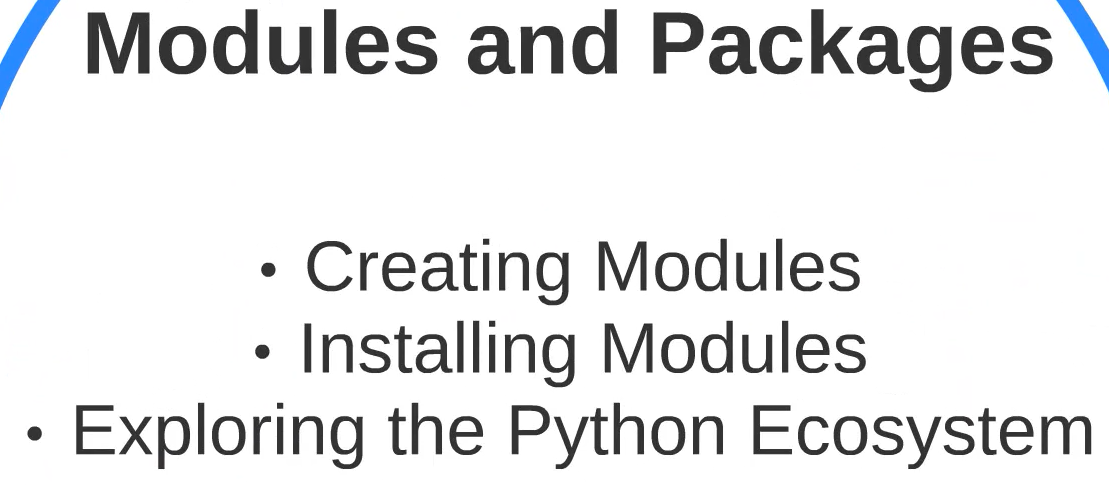 Modules and Packages
• Creating Modules
• Installing Modules
• Exploring the Python Ecosystem